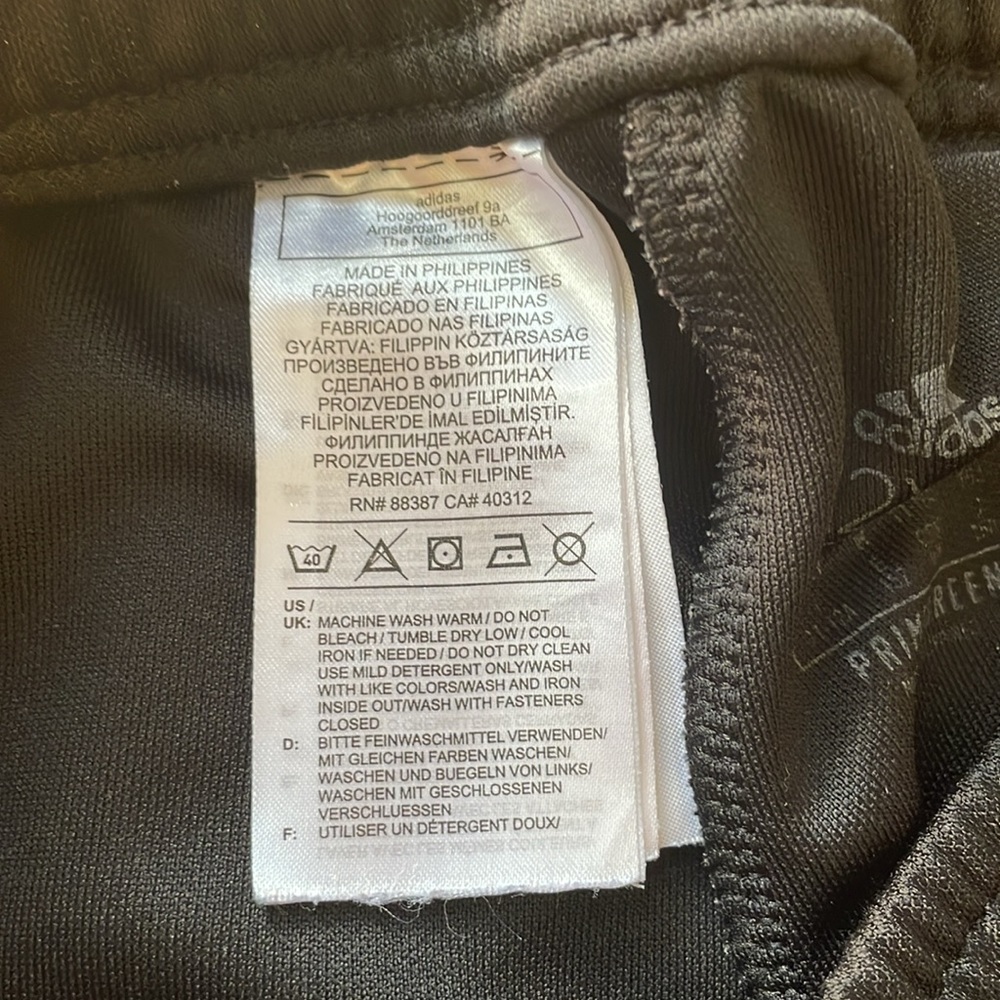 adidas
Hoogoorddreef 9a
Amsterdam 1101 BA
The Netherlands
MADE IN PHILIPPINES
FABRIQUÉ AUX PHILIPPINES
FABRICADO EN FILIPINAS
FABRICADO NAS FILIPINAS
GYÁRTVA: FILIPPIN KÖZTÁRSASÁG
ПРОИЗВЕДЕНО ВЪВ ФИЛИПИНИТЕ
СДЕЛАНО В ФИЛИППИНАХ
PROIZVEDENO U FILIPINIMA
FİLİPİNLER'DE İMAL EDİLMİŞTİR.
ФИЛИППИНДЕ ЖАСАЛҒАН
PROIZVEDENO NA FILIPINIMA
FABRICAT ÎN FILIPINE
RN# 88387 CA# 40312
40
US /
UK: MACHINE WASH WARM / DO NOT
BLEACH / TUMBLE DRY LOW / COOL
IRON IF NEEDED / DO NOT DRY CLEAN
USE MILD DETERGENT ONLY/WASH
WITH LIKE COLORS/WASH AND IRON
INSIDE OUT/WASH WITH FASTENERS
CLOSED
D: BITTE FEINWASCHMITTEL VERWENDEN/
MIT GLEICHEN FARBEN WASCHEN/
WASCHEN UND BUEGELN VON LINKS/
WASCHEN MIT GESCHLOSSENEN
VERSCHLUESSEN
F: UTILISER UN DÉTERGENT DOUX/
adidas